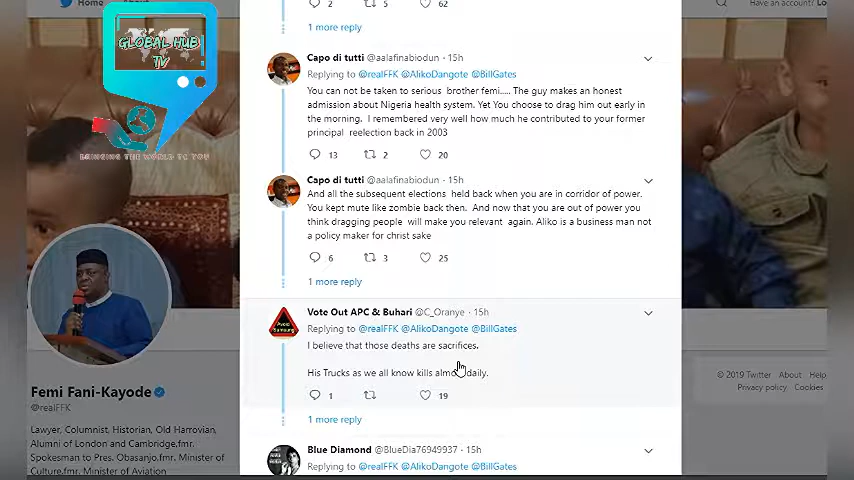 Home
About
Have an account? Lo
GLOBAL HUB
TV
BRINGING THE WORLD TO YOU
2 5 62
1 more reply
Capo di tutti @aalafinabiodun · 15h
Replying to @realFFK @AlikoDangote @BillGates
You can not be taken to serious brother femi..... The guy makes an honest
admission about Nigeria health system. Yet You choose to drag him out early in
the morning. I remembered very well how much he contributed to your former
principal reelection back in 2003
13 2 20
Capo di tutti @aalafinabiodun · 15h
And all the subsequent elections held back when you are in corridor of power.
You kept mute like zombie back then. And now that you are out of power you
think dragging people will make you relevant again. Aliko is a business man not
a policy maker for christ sake
6 3 25
1 more reply
Vote Out APC & Buhari @C_Oranye · 15h
Replying to @realFFK @AlikoDangote @BillGates
I believe that those deaths are sacrifices.
His Trucks as we all know kills almost daily.
1 19
1 more reply
Blue Diamond @BlueDia76949937 · 15h
Replying to @realFFK @AlikoDangote @BillGates
Femi Fani-Kayode
@realFFK
Lawyer, Columnist, Historian, Old Harrovian,
Alumni of London and Cambridge.fmr.
Spokesman to Pres. Obasanjo.fmr. Minister of
Culture.fmr. Minister of Aviation
© 2019 Twitter About Help
Privacy policy Cookies